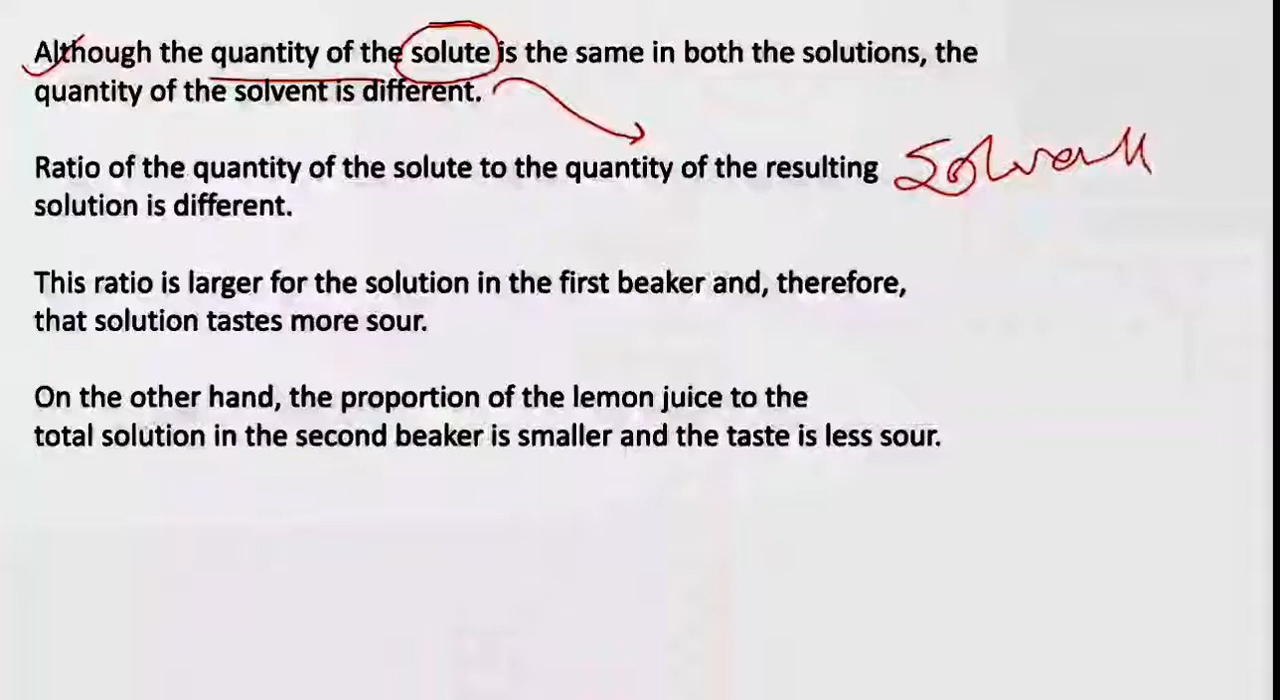 Although the quantity of the solute is the same in both the solutions, the
quantity of the solvent is different.
Ratio of the quantity of the solute to the quantity of the resulting
solution is different.
This ratio is larger for the solution in the first beaker and, therefore,
that solution tastes more sour.
On the other hand, the proportion of the lemon juice to the
total solution in the second beaker is smaller and the taste is less sour.